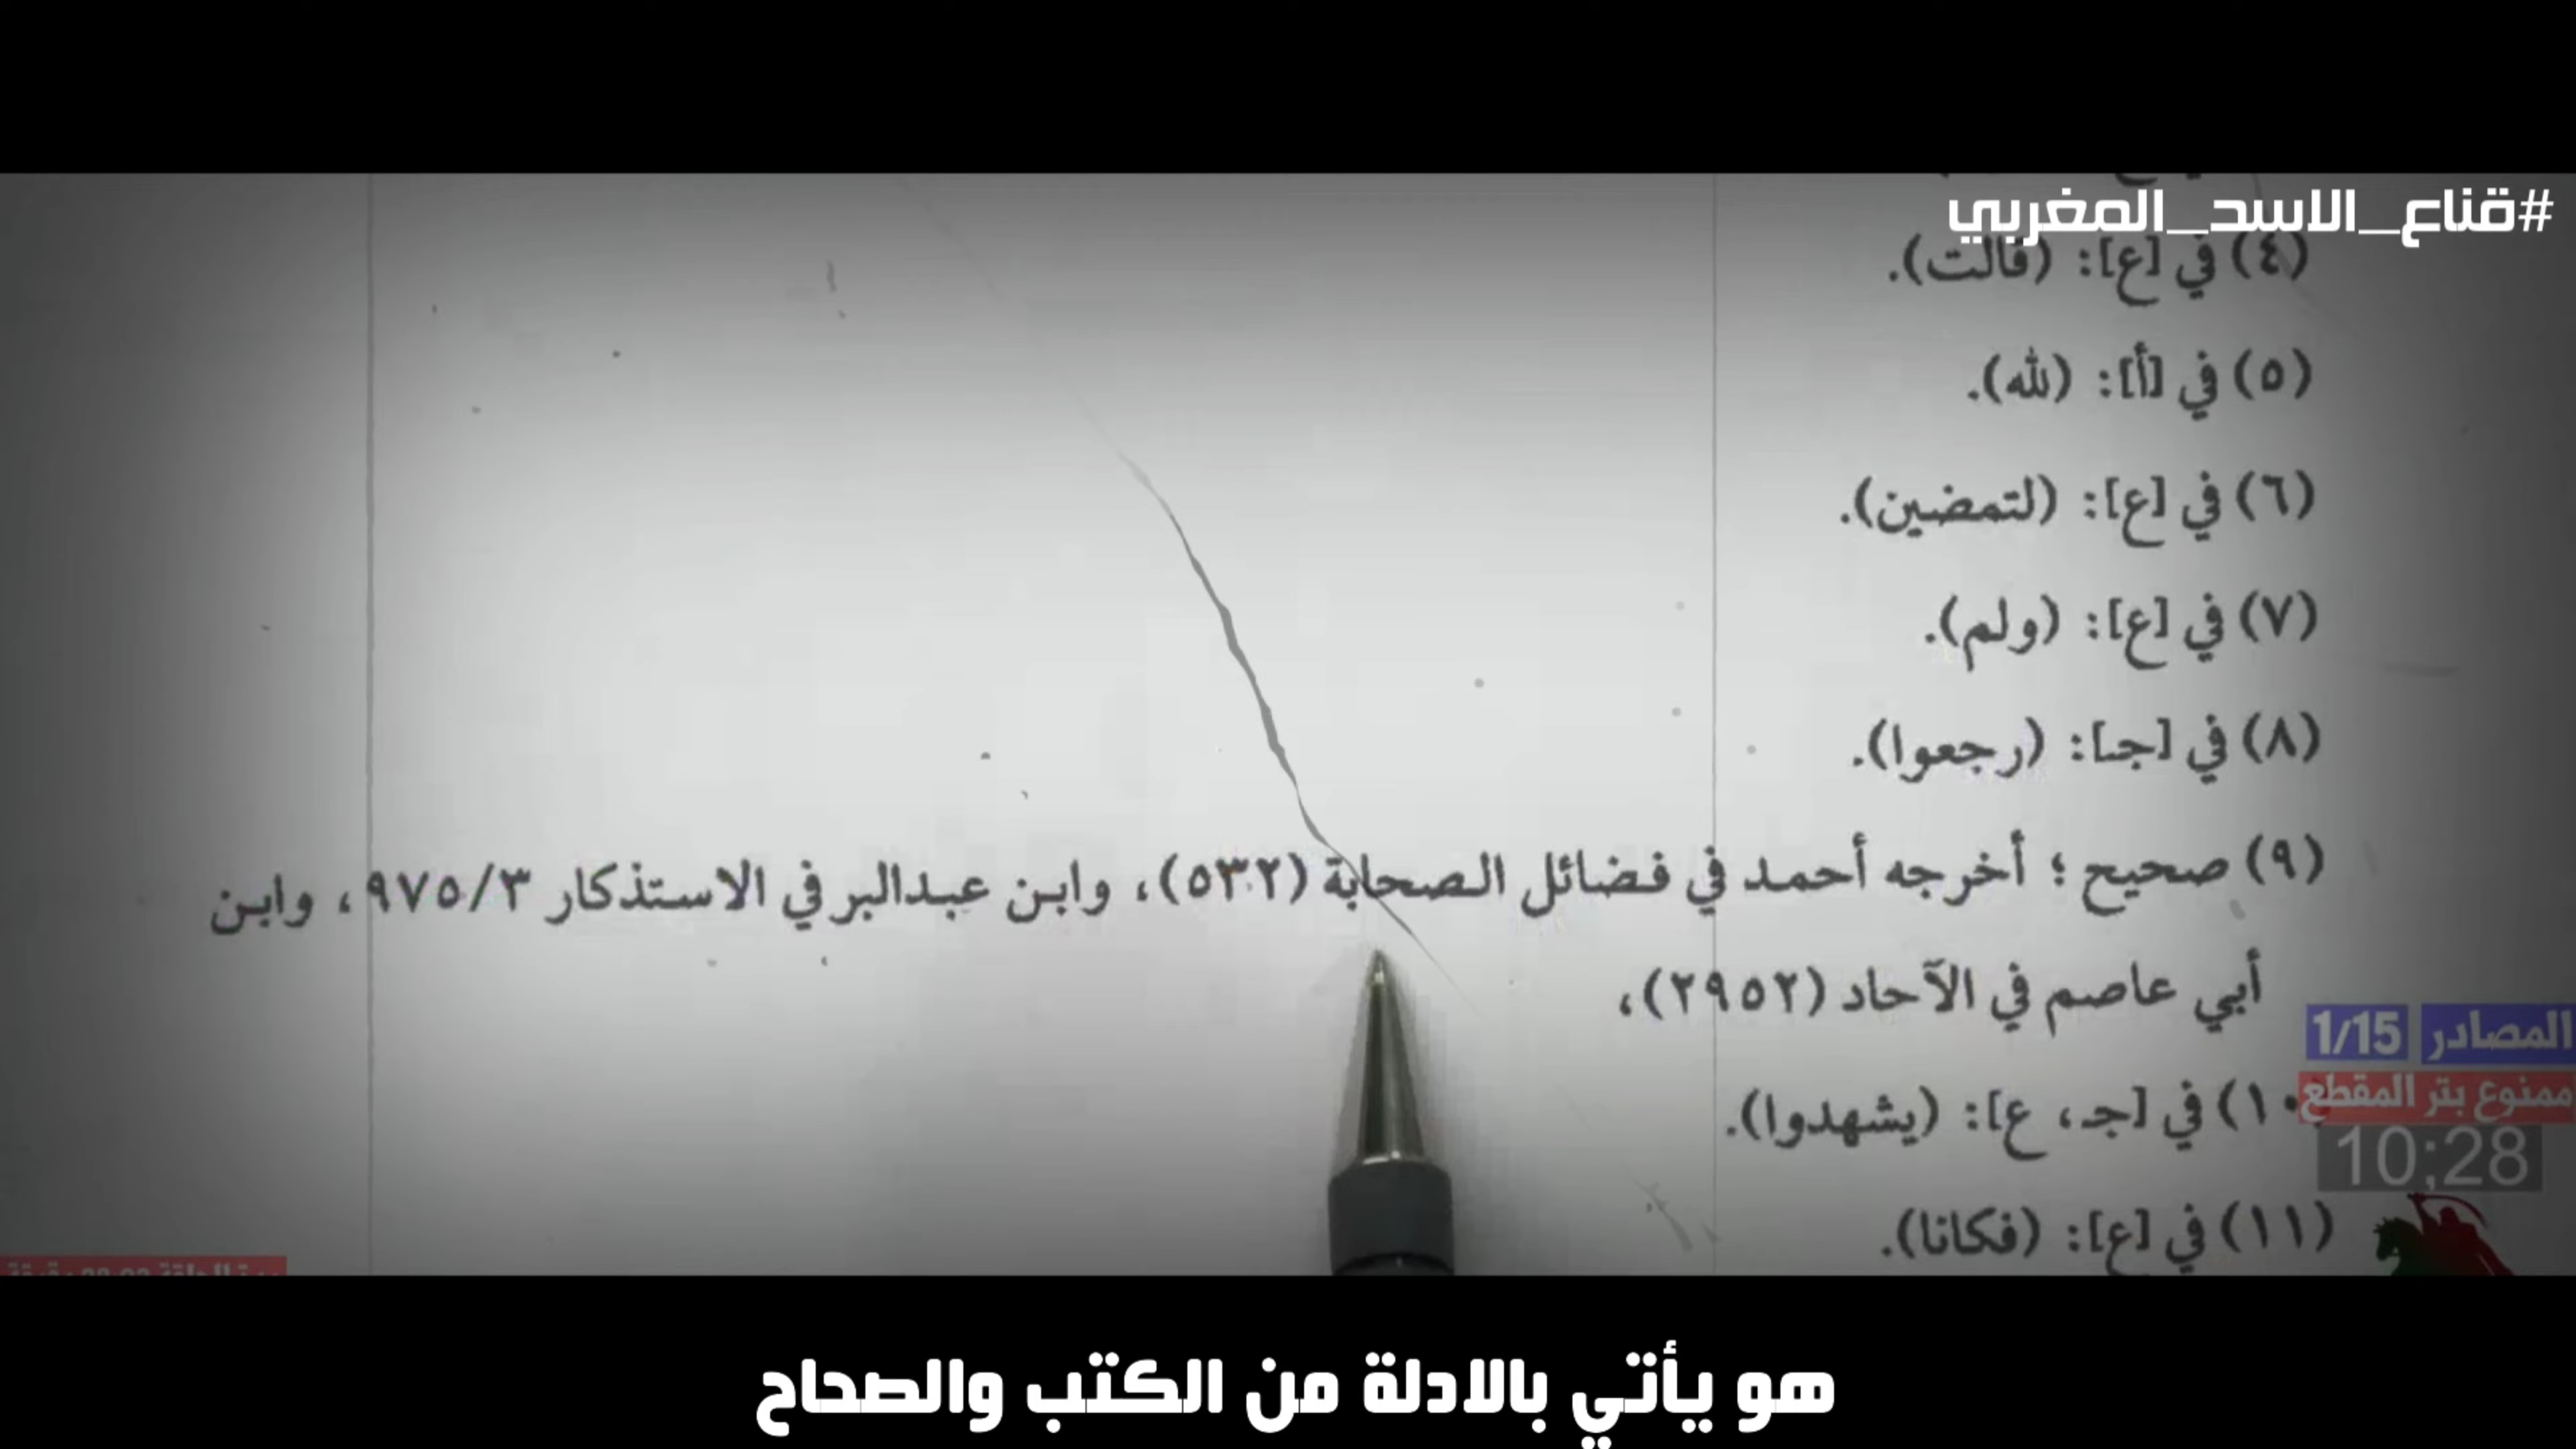 #قناع_الاسد_المغربي
(٤) في [ع]: (قالت).
(٥) في [أ]: (لله).
(٦) في [ع]: (لتمضين).
(٧) في [ع]: (ولم).
(٨) في [جـ]: (رجعوا).
(٩) صحيح ؛ أخرجه أحمد في فضائل الصحابة (٥٣٢)، وابن عبدالبر في الاستذكار ٩٧٥/٣، وابن
أبي عاصم في الآحاد (٢٩٥٢)،
المصادر 1/15
ممنوع بتر المقطع
(١٠) في [جـ، ع]: (يشهدوا).
10;28
(١١) في [ع]: (فكانا).
هو يأتي بالادلة من الكتب والصحاح